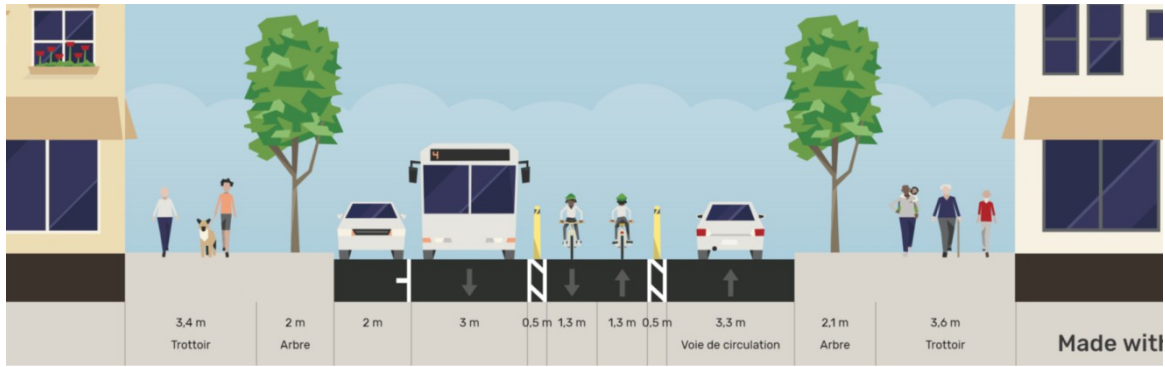 4
3,4 m
Trottoir
2 m
Arbre
2 m
3 m
0,5 m
1,3 m
1,3 m
0,5 m
3,3 m
Voie de circulation
2,1 m
Arbre
3,6 m
Trottoir
Made with